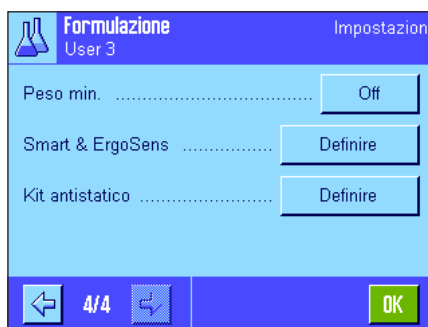 Formulazione
Impostazion
User 3
Peso min. .................................... Off
Smart & ErgoSens ................ Definire
Kit antistatico ........................ Definire
4/4
OK